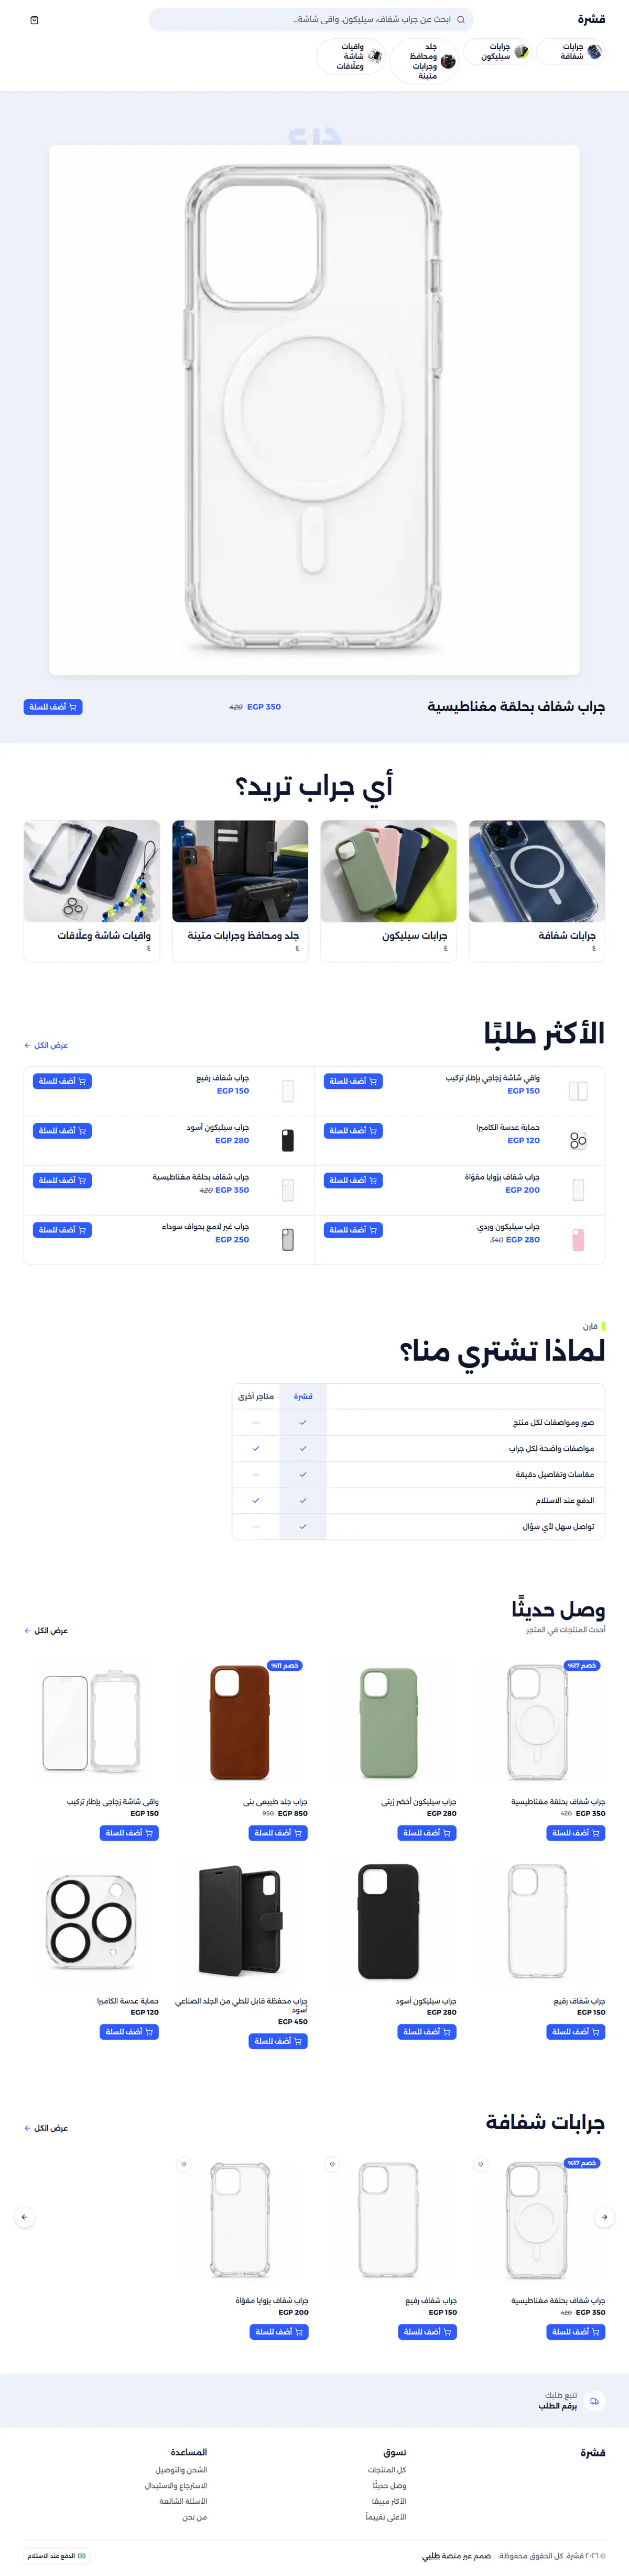 قشرة
ابحث عن جراب شفاف، سيليكون، واقي شاشة...
جرابات شفافة
جرابات سيليكون
جلد ومحافظ وجرابات متينة
واقيات شاشة وعلّاقات
جراب شفاف بحلقة مغناطيسية
EGP 350 420
أضف للسلة
أي جراب تريد؟
جرابات شفافة
٤
جرابات سيليكون
٤
جلد ومحافظ وجرابات متينة
٤
واقيات شاشة وعلّاقات
٤
الأكثر طلبًا
عرض الكل
واقي شاشة زجاجي بإطار تركيب
EGP 150
أضف للسلة
جراب شفاف رفيع
EGP 150
أضف للسلة
حماية عدسة الكاميرا
EGP 120
أضف للسلة
جراب سيليكون أسود
EGP 280
أضف للسلة
جراب شفاف بزوايا مقوّاة
EGP 200
أضف للسلة
جراب شفاف بحلقة مغناطيسية
EGP 350 420
أضف للسلة
جراب سيليكون وردي
EGP 280 340
أضف للسلة
جراب غير لامع بحواف سوداء
EGP 250
أضف للسلة
قارن
لماذا تشتري منا؟
قشرة
متاجر أخرى
صور ومواصفات لكل منتج
مواصفات واضحة لكل جراب
مقاسات وتفاصيل دقيقة
الدفع عند الاستلام
تواصل سهل لأي سؤال
وصل حديثًا
أحدث المنتجات في المتجر
عرض الكل
خصم 17%
جراب شفاف بحلقة مغناطيسية
EGP 350 420
أضف للسلة
جراب سيليكون أخضر زيتي
EGP 280
أضف للسلة
خصم 11%
جراب جلد طبيعي بني
EGP 850 950
أضف للسلة
واقي شاشة زجاجي بإطار تركيب
EGP 150
أضف للسلة
جراب شفاف رفيع
EGP 150
أضف للسلة
جراب سيليكون أسود
EGP 280
أضف للسلة
جراب محفظة قابل للطي من الجلد الصناعي
أسود
EGP 450
أضف للسلة
حماية عدسة الكاميرا
EGP 120
أضف للسلة
جرابات شفافة
عرض الكل
خصم 17%
جراب شفاف بحلقة مغناطيسية
EGP 350 420
أضف للسلة
جراب شفاف رفيع
EGP 150
أضف للسلة
جراب شفاف بزوايا مقوّاة
EGP 200
أضف للسلة
تتبع طلبك
برقم الطلب
قشرة
تسوق
كل المنتجات
وصل حديثًا
الأكثر مبيعًا
الأعلى تقييماً
المساعدة
الشحن والتوصيل
الاسترجاع والاستبدال
الأسئلة الشائعة
من نحن
© ٢٠٢٦ قشرة. كل الحقوق محفوظة.
صمم عبر منصة طلبي
الدفع عند الاستلام